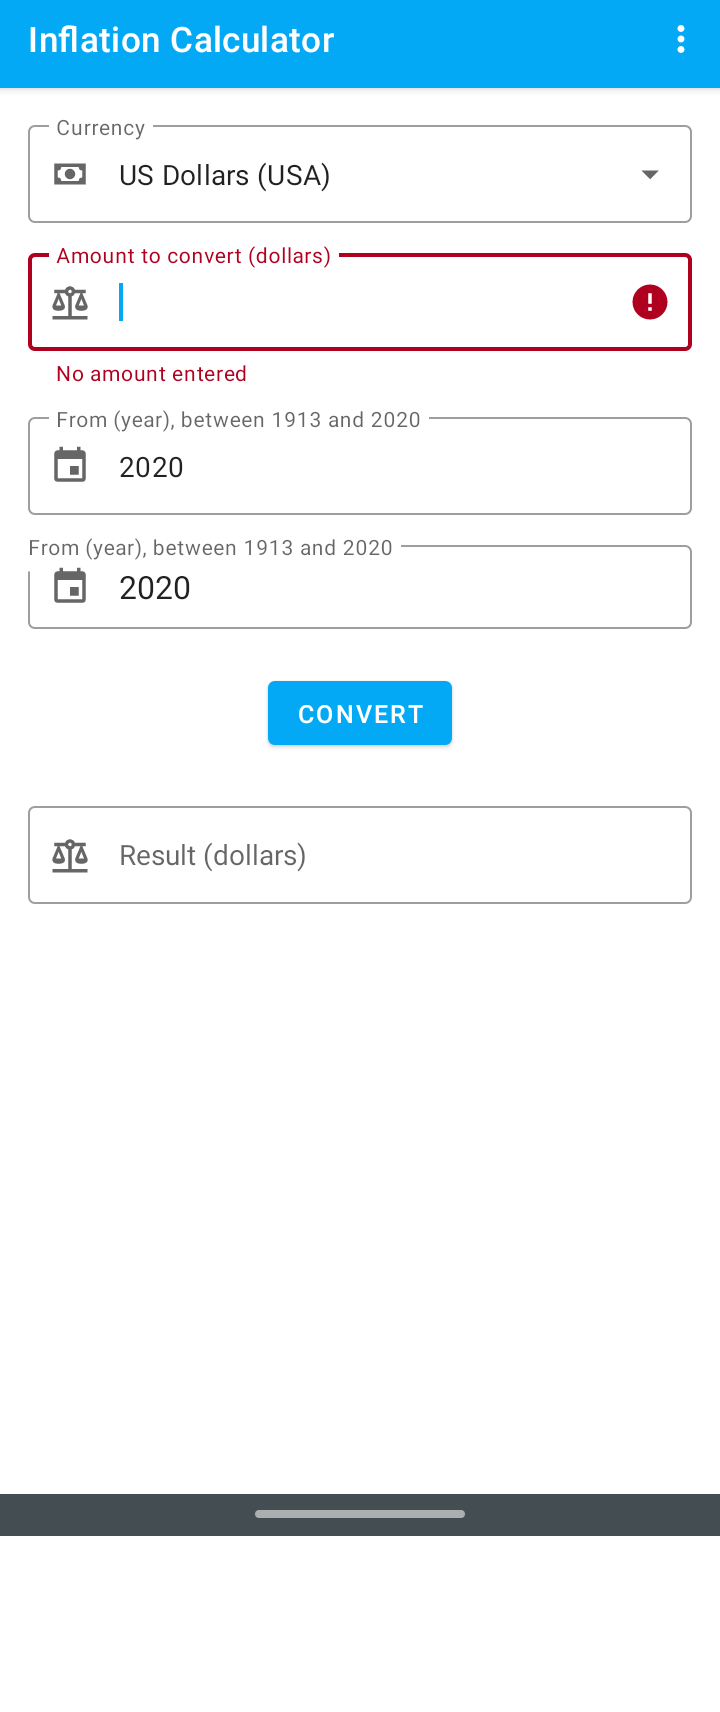 Inflation Calculator
Currency
US Dollars (USA)
Amount to convert (dollars)
No amount entered
From (year), between 1913 and 2020
2020
From (year), between 1913 and 2020
2020
CONVERT
Result (dollars)